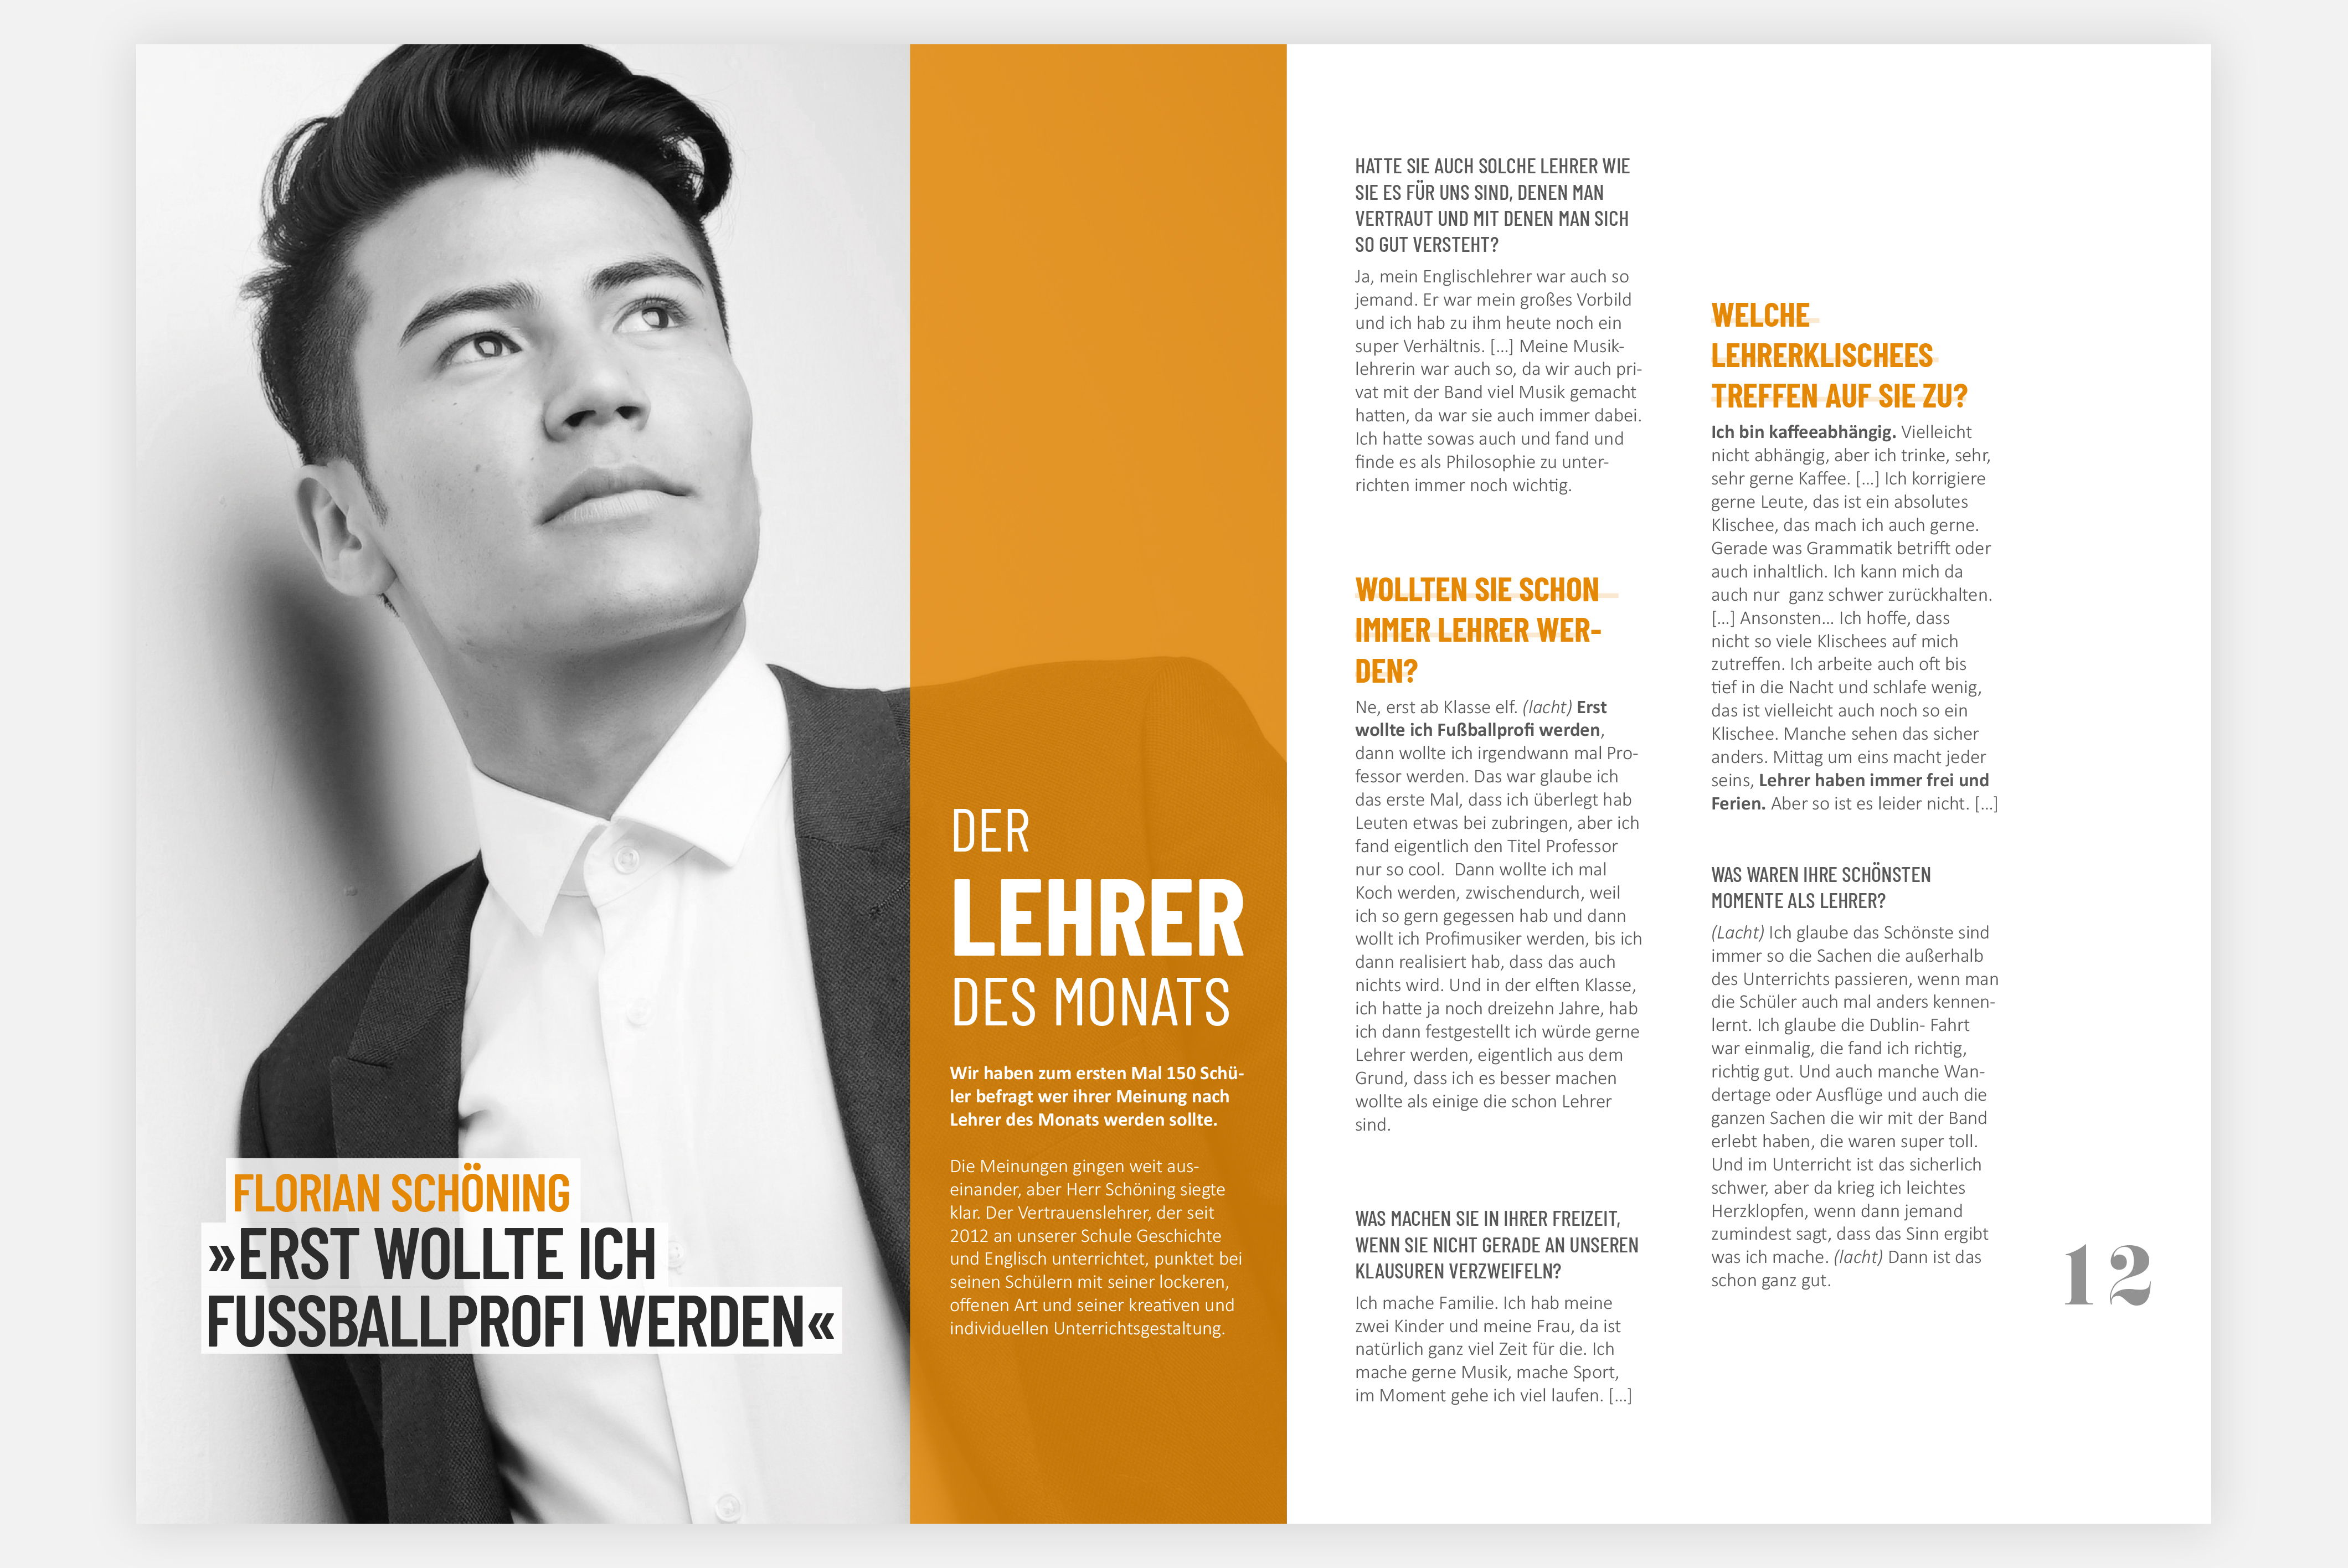 FLORIAN SCHÖNING
»ERST WOLLTE ICH
FUSSBALLPROFI WERDEN«
DER
LEHRER
DES MONATS
Wir haben zum ersten Mal 150 Schü-
ler befragt wer ihrer Meinung nach
Lehrer des Monats werden sollte.
Die Meinungen gingen weit aus-
einander, aber Herr Schöning siegte
klar. Der Vertrauenslehrer, der seit
2012 an unserer Schule Geschichte
und Englisch unterrichtet, punktet bei
seinen Schülern mit seiner lockeren,
offenen Art und seiner kreativen und
individuellen Unterrichtsgestaltung.
HATTE SIE AUCH SOLCHE LEHRER WIE
SIE ES FÜR UNS SIND, DENEN MAN
VERTRAUT UND MIT DENEN MAN SICH
SO GUT VERSTEHT?
Ja, mein Englischlehrer war auch so
jemand. Er war mein großes Vorbild
und ich hab zu ihm heute noch ein
super Verhältnis. [...] Meine Musik-
lehrerin war auch so, da wir auch pri-
vat mit der Band viel Musik gemacht
hatten, da war sie auch immer dabei.
Ich hatte sowas auch und fand und
finde es als Philosophie zu unter-
richten immer noch wichtig.
WOLLTEN SIE SCHON
IMMER LEHRER WER-
DEN?
Ne, erst ab Klasse elf. (lacht) Erst
wollte ich Fußballprofi werden,
dann wollte ich irgendwann mal Pro-
fessor werden. Das war glaube ich
das erste Mal, dass ich überlegt hab
Leuten etwas bei zubringen, aber ich
fand eigentlich den Titel Professor
nur so cool.  Dann wollte ich mal
Koch werden, zwischendurch, weil
ich so gern gegessen hab und dann
wollt ich Profimusiker werden, bis ich
dann realisiert hab, dass das auch
nichts wird. Und in der elften Klasse,
ich hatte ja noch dreizehn Jahre, hab
ich dann festgestellt ich würde gerne
Lehrer werden, eigentlich aus dem
Grund, dass ich es besser machen
wollte als einige die schon Lehrer
sind.
WAS MACHEN SIE IN IHRER FREIZEIT,
WENN SIE NICHT GERADE AN UNSEREN
KLAUSUREN VERZWEIFELN?
Ich mache Familie. Ich hab meine
zwei Kinder und meine Frau, da ist
natürlich ganz viel Zeit für die. Ich
mache gerne Musik, mache Sport,
im Moment gehe ich viel laufen. [...]
WELCHE
LEHRERKLISCHEES
TREFFEN AUF SIE ZU?
Ich bin kaffeeabhängig. Vielleicht
nicht abhängig, aber ich trinke, sehr,
sehr gerne Kaffee. [...] Ich korrigiere
gerne Leute, das ist ein absolutes
Klischee, das mach ich auch gerne.
Gerade was Grammatik betrifft oder
auch inhaltlich. Ich kann mich da
auch nur  ganz schwer zurückhalten.
[...] Ansonsten... Ich hoffe, dass
nicht so viele Klischees auf mich
zutreffen. Ich arbeite auch oft bis
tief in die Nacht und schlafe wenig,
das ist vielleicht auch noch so ein
Klischee. Manche sehen das sicher
anders. Mittag um eins macht jeder
seins, Lehrer haben immer frei und
Ferien. Aber so ist es leider nicht. [...]
WAS WAREN IHRE SCHÖNSTEN
MOMENTE ALS LEHRER?
(Lacht) Ich glaube das Schönste sind
immer so die Sachen die außerhalb
des Unterrichts passieren, wenn man
die Schüler auch mal anders kennen-
lernt. Ich glaube die Dublin- Fahrt
war einmalig, die fand ich richtig,
richtig gut. Und auch manche Wan-
dertage oder Ausflüge und auch die
ganzen Sachen die wir mit der Band
erlebt haben, die waren super toll.
Und im Unterricht ist das sicherlich
schwer, aber da krieg ich leichtes
Herzklopfen, wenn dann jemand
zumindest sagt, dass das Sinn ergibt
was ich mache. (lacht) Dann ist das
schon ganz gut.
12